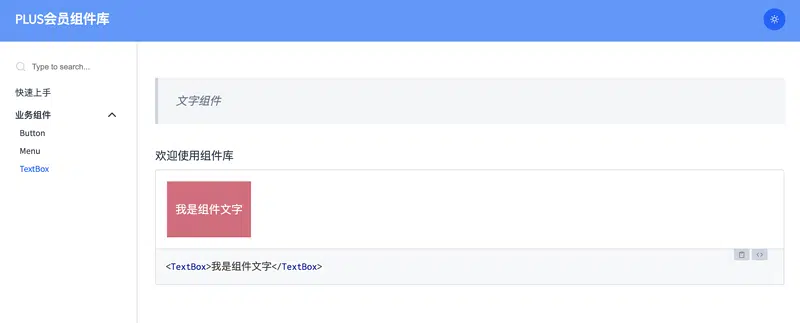 PLUS会员组件库
Type to search...
快速上手
业务组件
Button
Menu
TextBox
文字组件
欢迎使用组件库
我是组件文字
<TextBox>我是组件文字</TextBox>